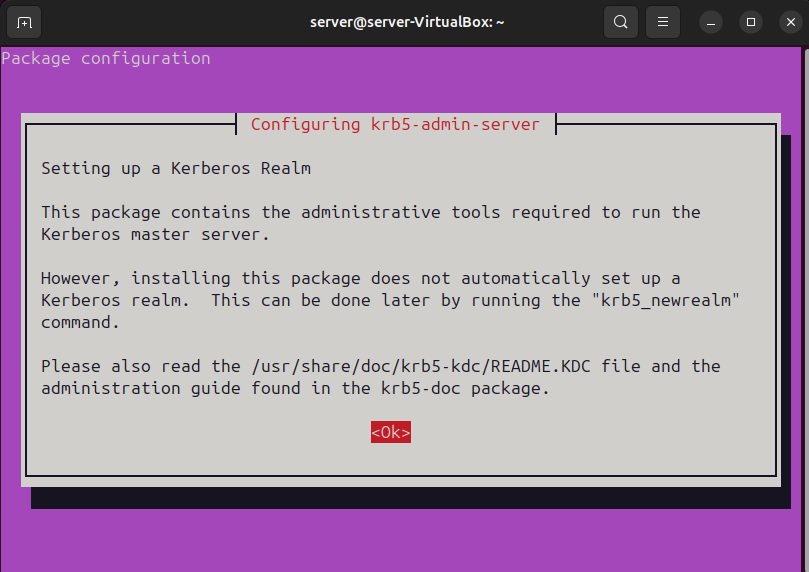 server@server-VirtualBox: ~
Package configuration
Configuring krb5-admin-server
Setting up a Kerberos Realm
This package contains the administrative tools required to run the
Kerberos master server.
However, installing this package does not automatically set up a
Kerberos realm.  This can be done later by running the "krb5_newrealm"
command.
Please also read the /usr/share/doc/krb5-kdc/README.KDC file and the
administration guide found in the krb5-doc package.
<Ok>